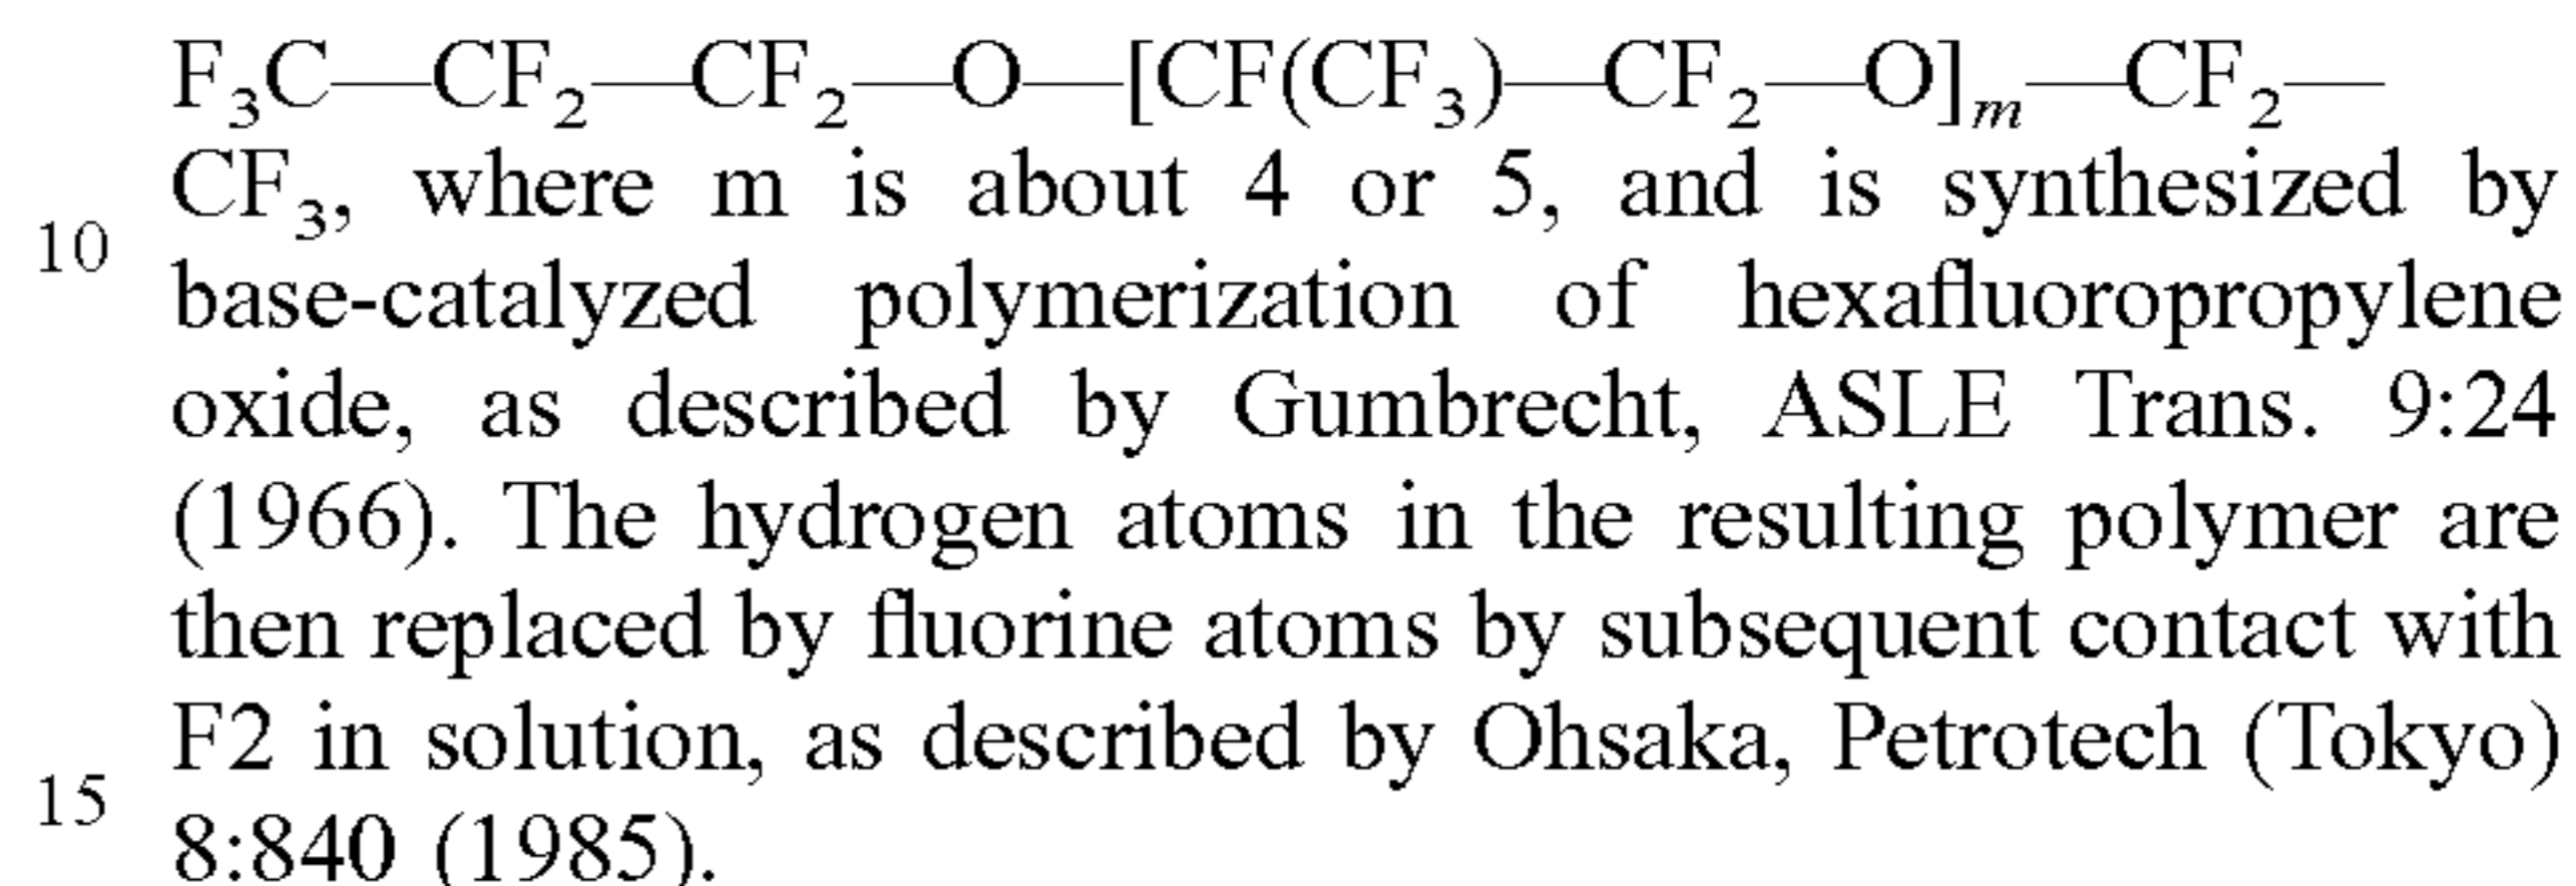 F₃C—CF₂—CF₂—O—[CF(CF₃)—CF₂—O]ₘ—CF₂—
CF₃, where m is about 4 or 5, and is synthesized by
10
base-catalyzed polymerization of hexafluoropropylene
oxide, as described by Gumbrecht, ASLE Trans. 9:24
(1966). The hydrogen atoms in the resulting polymer are
then replaced by fluorine atoms by subsequent contact with
F2 in solution, as described by Ohsaka, Petrotech (Tokyo)
15
8:840 (1985).